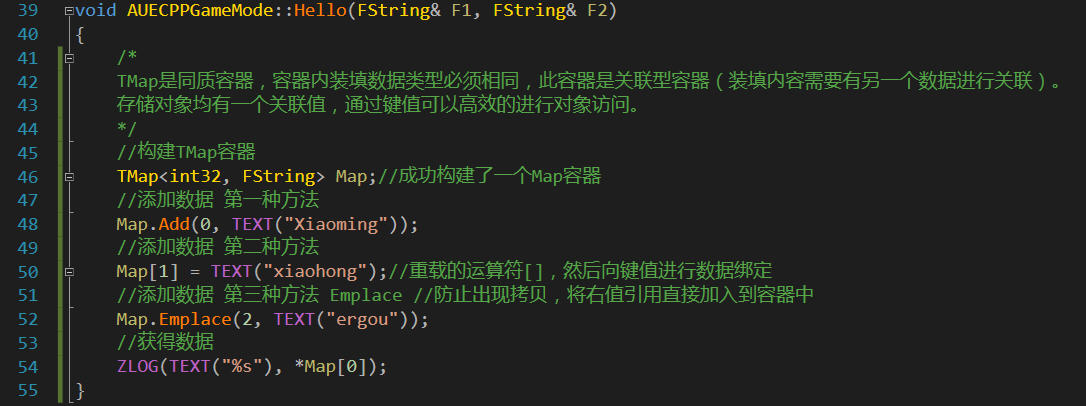 39 void AUECPPGameMode::Hello(FString& F1, FString& F2)
40 {
41 /*
42 TMap是同质容器，容器内装填数据类型必须相同，此容器是关联型容器（装填内容需要有另一个数据进行关联）。
43 存储对象均有一个关联值，通过键值可以高效的进行对象访问。
44 */
45 //构建TMap容器
46 TMap<int32, FString> Map;//成功构建了一个Map容器
47 //添加数据 第一种方法
48 Map.Add(0, TEXT("Xiaoming"));
49 //添加数据 第二种方法
50 Map[1] = TEXT("xiaohong");//重载的运算符[]，然后向键值进行数据绑定
51 //添加数据 第三种方法 Emplace //防止出现拷贝，将右值引用直接加入到容器中
52 Map.Emplace(2, TEXT("ergou"));
53 //获得数据
54 ZLOG(TEXT("%s"), *Map[0]);
55 }